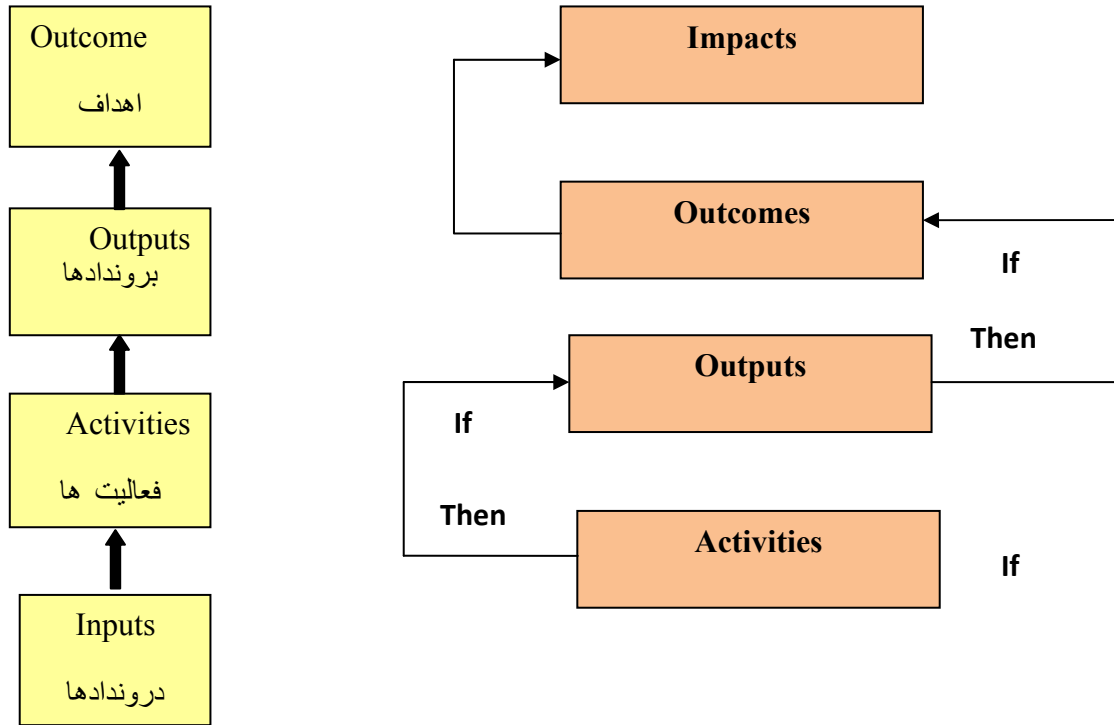 Outcome
اهداف
Outputs
بروندادها
Activities
فعالیت ها
Inputs
دروندادها
Impacts
Outcomes
If
Then
Outputs
If
Then
Activities
If